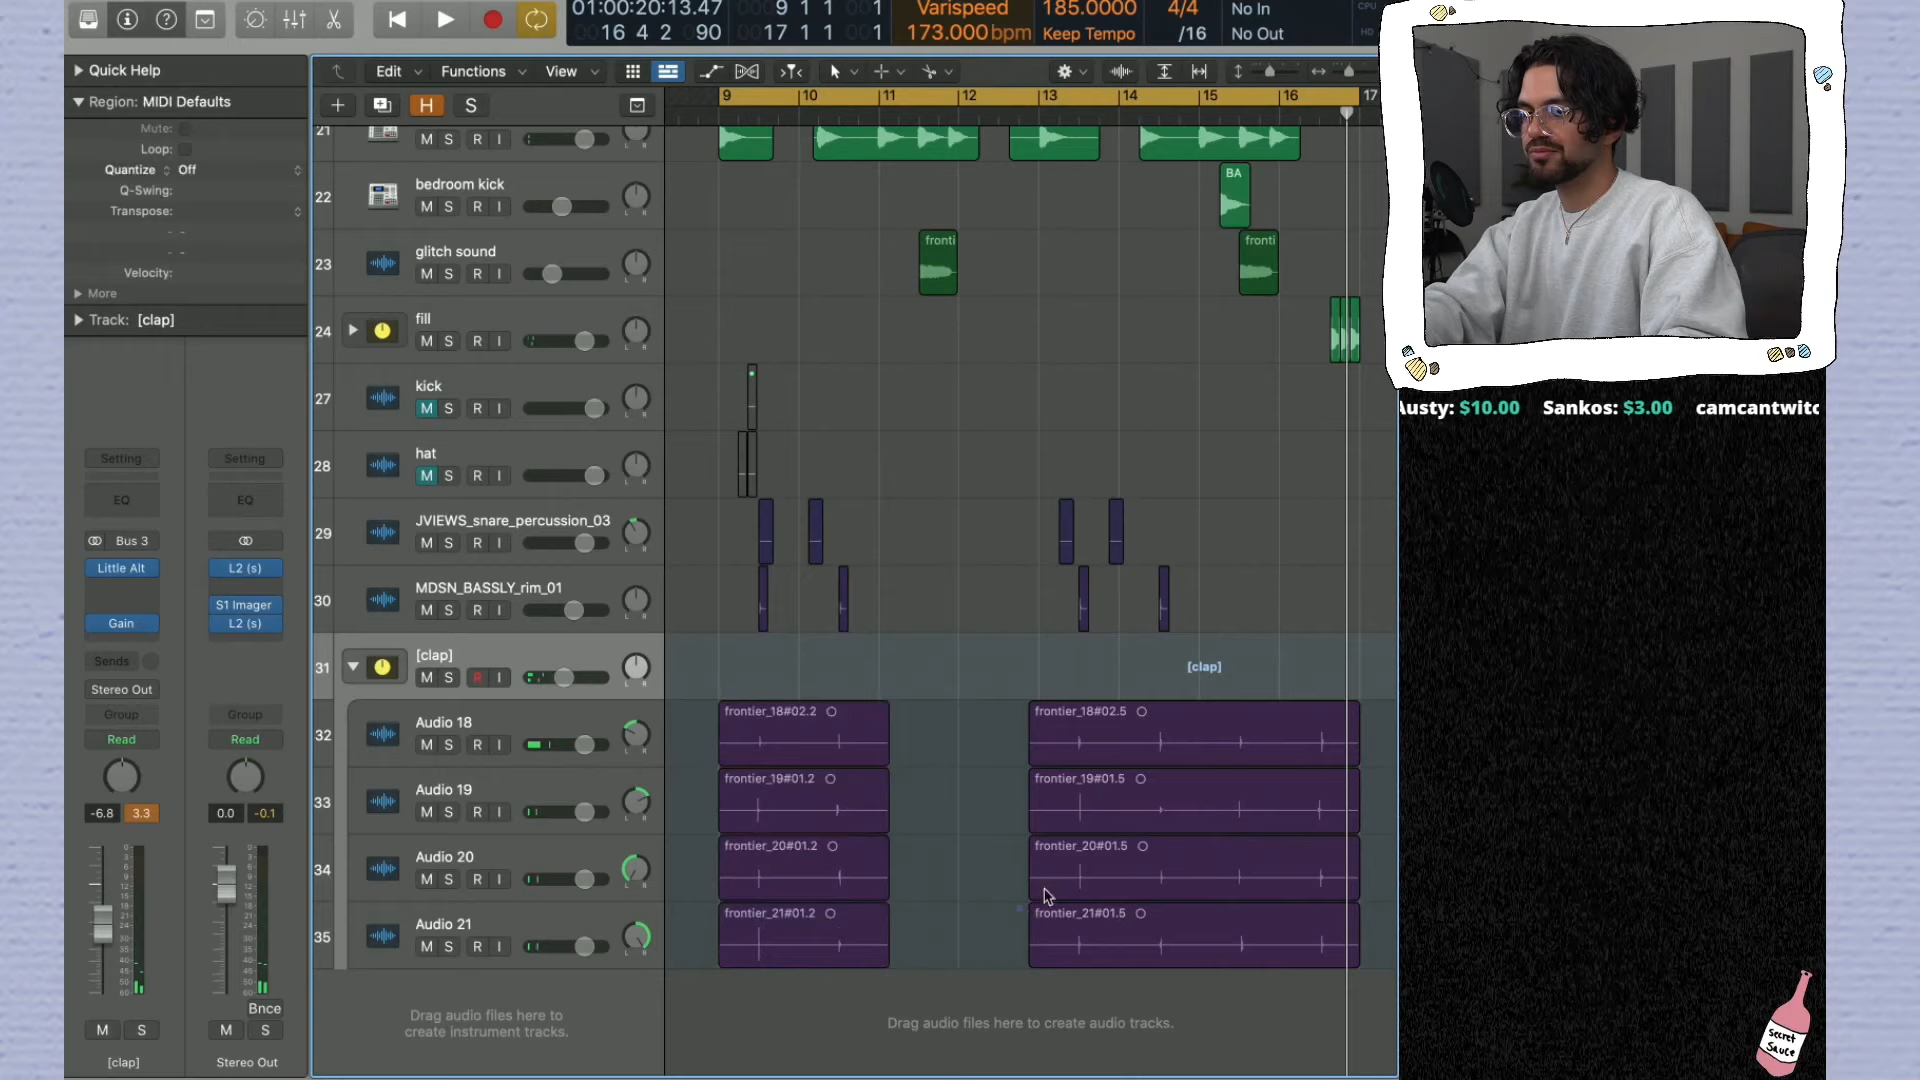 01:00:20:13.47
16 4 2 090
9 1 1 1
17 1 1 1
Varispeed
173.000 bpm
185.0000
Keep Tempo
4/4
/16
No In
No Out
CPU
HD
Quick Help
Region: MIDI Defaults
Mute:
Loop:
Quantize Off
Q-Swing:
Transpose:
Velocity:
More
Track: [clap]
Edit Functions View
H S
9 10 11 12 13 14 15 16 17
21 M S R I
22 bedroom kick
M S R I
BA
23 glitch sound
M S R I
fronti fronti
24 fill
M S R I
27 kick
M S R I
28 hat
M S R I
29 JVIEWS_snare_percussion_03
M S R I
30 MDSN_BASSLY_rim_01
M S R I
31 [clap]
M S R I
[clap]
32 Audio 18
M S R I
frontier_18#02.2 frontier_18#02.5
33 Audio 19
M S R I
frontier_19#01.2 frontier_19#01.5
34 Audio 20
M S R I
frontier_20#01.2 frontier_20#01.5
35 Audio 21
M S R I
frontier_21#01.2 frontier_21#01.5
Drag audio files here to
create instrument tracks.
Drag audio files here to create audio tracks.
Setting Setting
EQ EQ
Bus 3
Little Alt L2 (s)
S1 Imager
Gain L2 (s)
Sends
Stereo Out
Group Group
Read Read
-6.8 3.3 0.0 -0.1
Bnce
M S M S
[clap] Stereo Out
Austy: $10.00 Sankos: $3.00 camcantwitc
Secret
Sauce